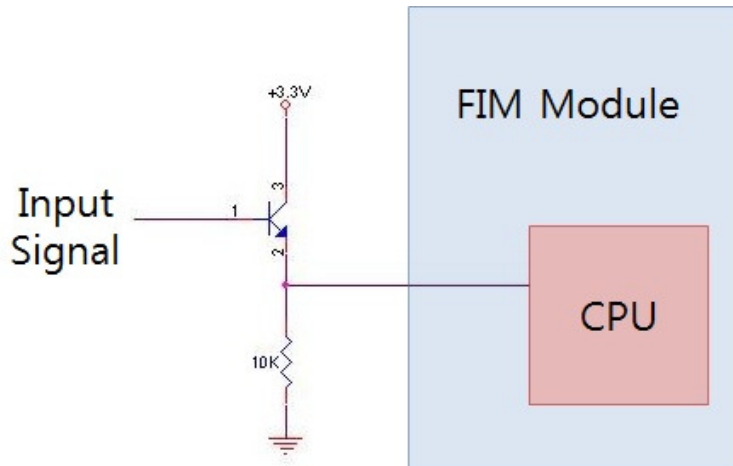 FIM Module
+3.3V
3
Input
Signal
1
2
CPU
10K